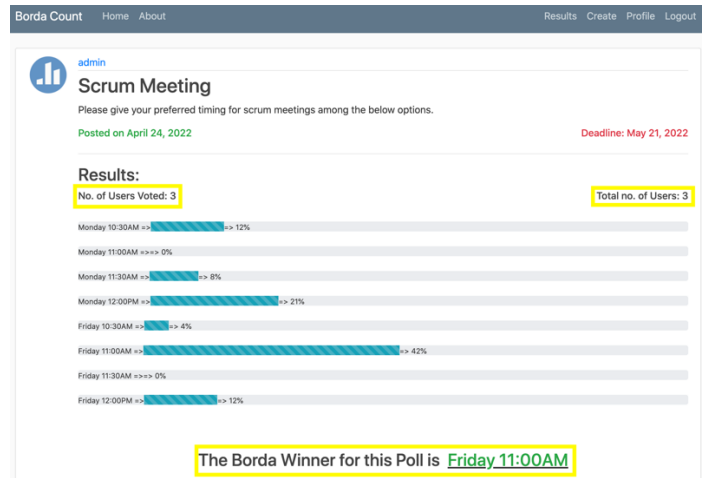 Borda Count Home About Results Create Profile Logout
admin
Scrum Meeting
Please give your preferred timing for scrum meetings among the below options.
Posted on April 24, 2022 Deadline: May 21, 2022
Results:
No. of Users Voted: 3 Total no. of Users: 3
Monday 10:30AM => => 12%
Monday 11:00AM =>=> 0%
Monday 11:30AM => => 8%
Monday 12:00PM => => 21%
Friday 10:30AM => => 4%
Friday 11:00AM => => 42%
Friday 11:30AM =>=> 0%
Friday 12:00PM => => 12%
The Borda Winner for this Poll is Friday 11:00AM